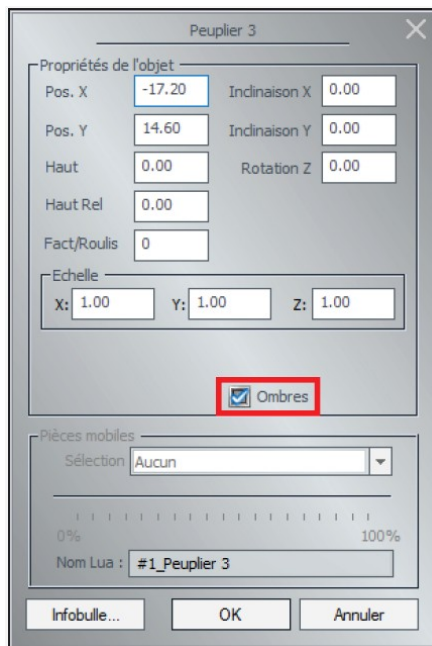 Peuplier 3
Propriétés de l'objet
Pos. X -17.20 Inclinaison X 0.00
Pos. Y 14.60 Inclinaison Y 0.00
Haut 0.00 Rotation Z 0.00
Haut Rel 0.00
Fact/Roulis 0
Echelle
X: 1.00 Y: 1.00 Z: 1.00
Ombres
Pièces mobiles
Sélection Aucun
0% 100%
Nom Lua : #1_Peuplier 3
Infobulle... OK Annuler